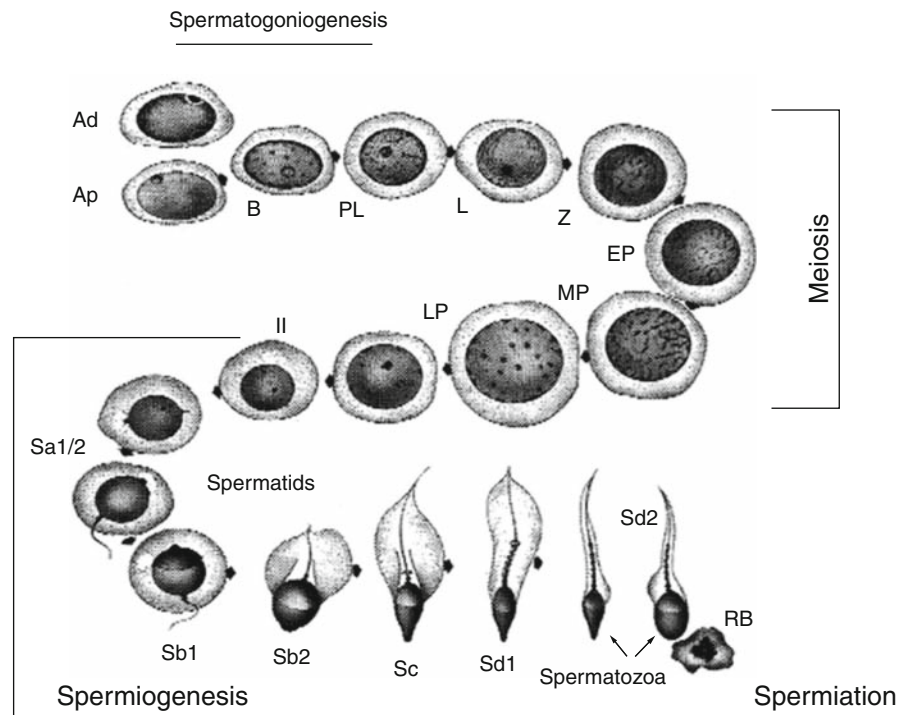 Spermatogoniogenesis
Ad
Ap
B
PL
L
Z
EP
Meiosis
MP
LP
II
Sa1/2
Spermatids
Sd2
RB
Sb1
Sb2
Sc
Sd1
Spermatozoa
Spermiogenesis
Spermiation